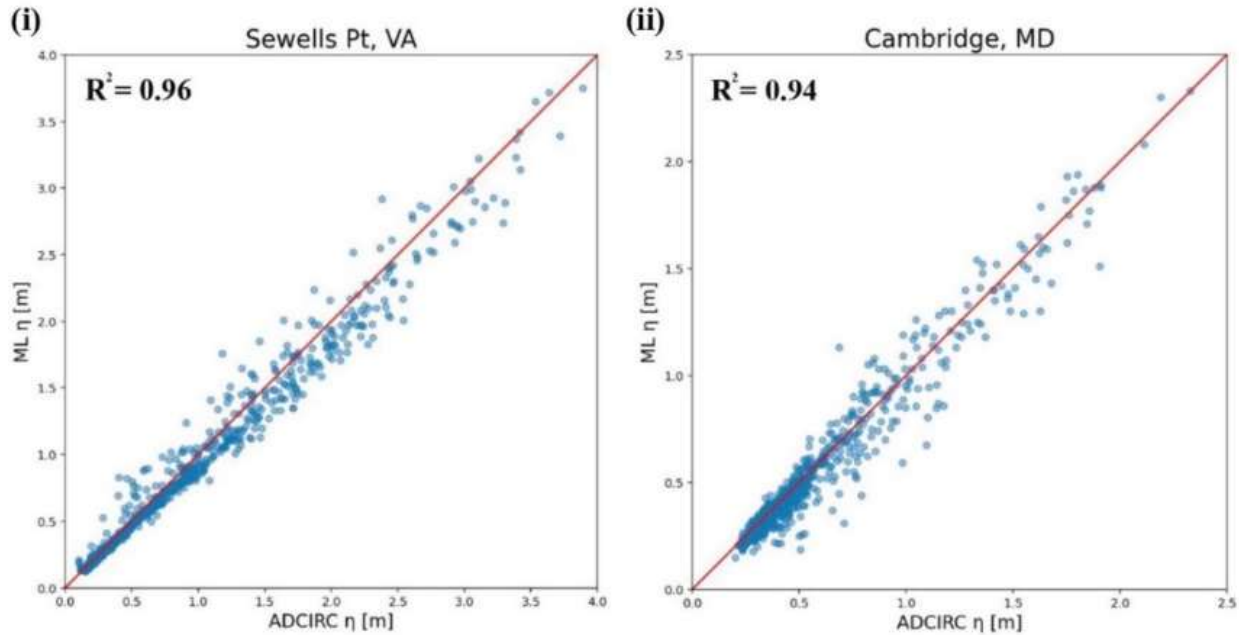 (i)
Sewells Pt, VA
R² = 0.96
4.0
3.5
3.0
2.5
2.0
1.5
1.0
0.5
0.0
ML η [m]
0.0 0.5 1.0 1.5 2.0 2.5 3.0 3.5 4.0
ADCIRC η [m]
(ii)
Cambridge, MD
R² = 0.94
2.5
2.0
1.5
1.0
0.5
0.0
ML η [m]
0.0 0.5 1.0 1.5 2.0 2.5
ADCIRC η [m]